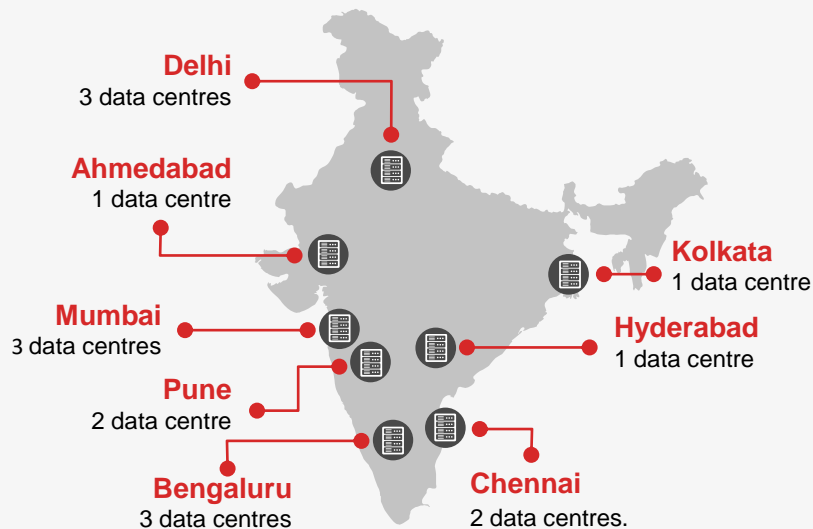 Delhi
3 data centres
Ahmedabad
1 data centre
Kolkata
1 data centre
Mumbai
3 data centres
Hyderabad
1 data centre
Pune
2 data centre
Bengaluru
3 data centres
Chennai
2 data centres.